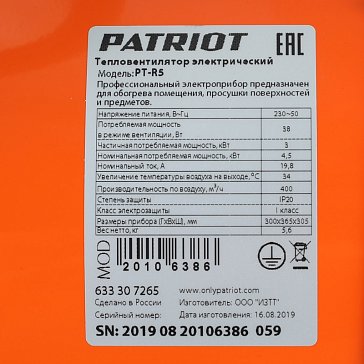 PATRIOT EAC
Тепловентилятор электрический
Модель: PT-R5
Профессиональный электроприбор предназначен
для обогрева помещения, просушки поверхностей
и предметов.
Напряжение питания, В~Гц 230~50
Потребляемая мощность
в режиме вентиляции, Вт 38
Частичная потребляемая мощность, кВт 3
Номинальная потребляемая мощность, кВт 4,5
Номинальный ток, А 19,8
Увеличение температуры воздуха на выходе, °С 34
Производительность по воздуху, м³/ч 400
Степень защиты IP20
Класс электрозащиты I класс
Размеры прибора (ГхВхШ), мм 300x365x305
Вес нетто, кг 5,6
MOD
20106386
633 30 7265 www.onlypatriot.com
Сделано в России Изготовитель: ООО "ИЗТТ"
Серийный номер: Дата изготовления: 16.08.2019
SN: 2019 08 20106386 059